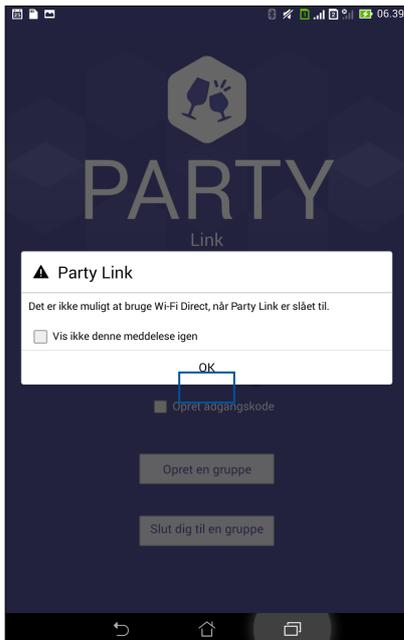 06.39
PARTY
Link
Party Link
Det er ikke muligt at bruge Wi-Fi Direct, når Party Link er slået til.
Vis ikke denne meddelese igen
OK
Opret adgangskode
Opret en gruppe
Slut dig til en gruppe